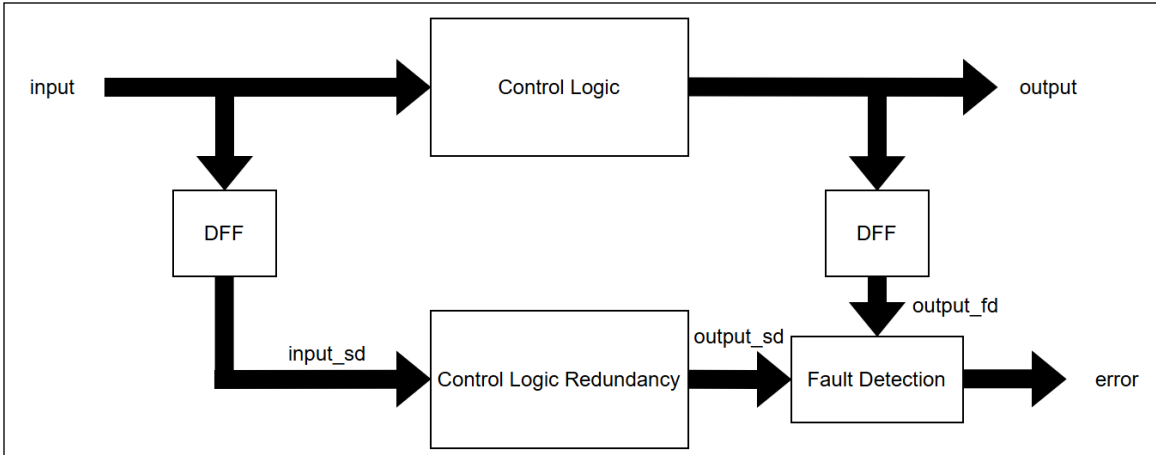 input
Control Logic
output
DFF
DFF
output_fd
input_sd
output_sd
Control Logic Redundancy
Fault Detection
error